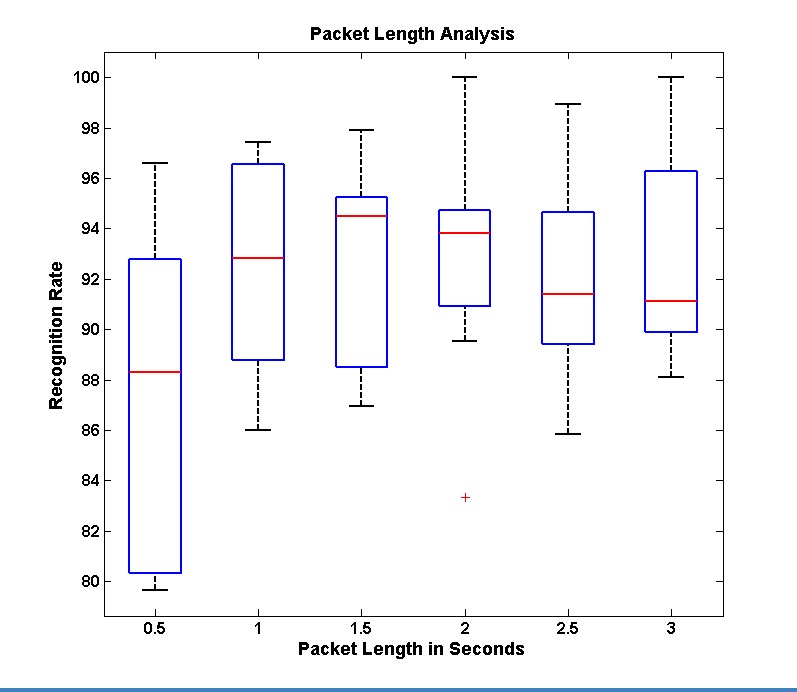 Packet Length Analysis
100
98
96
94
92
90
88
86
84
82
80
Recognition Rate
0.5 1 1.5 2 2.5 3
Packet Length in Seconds